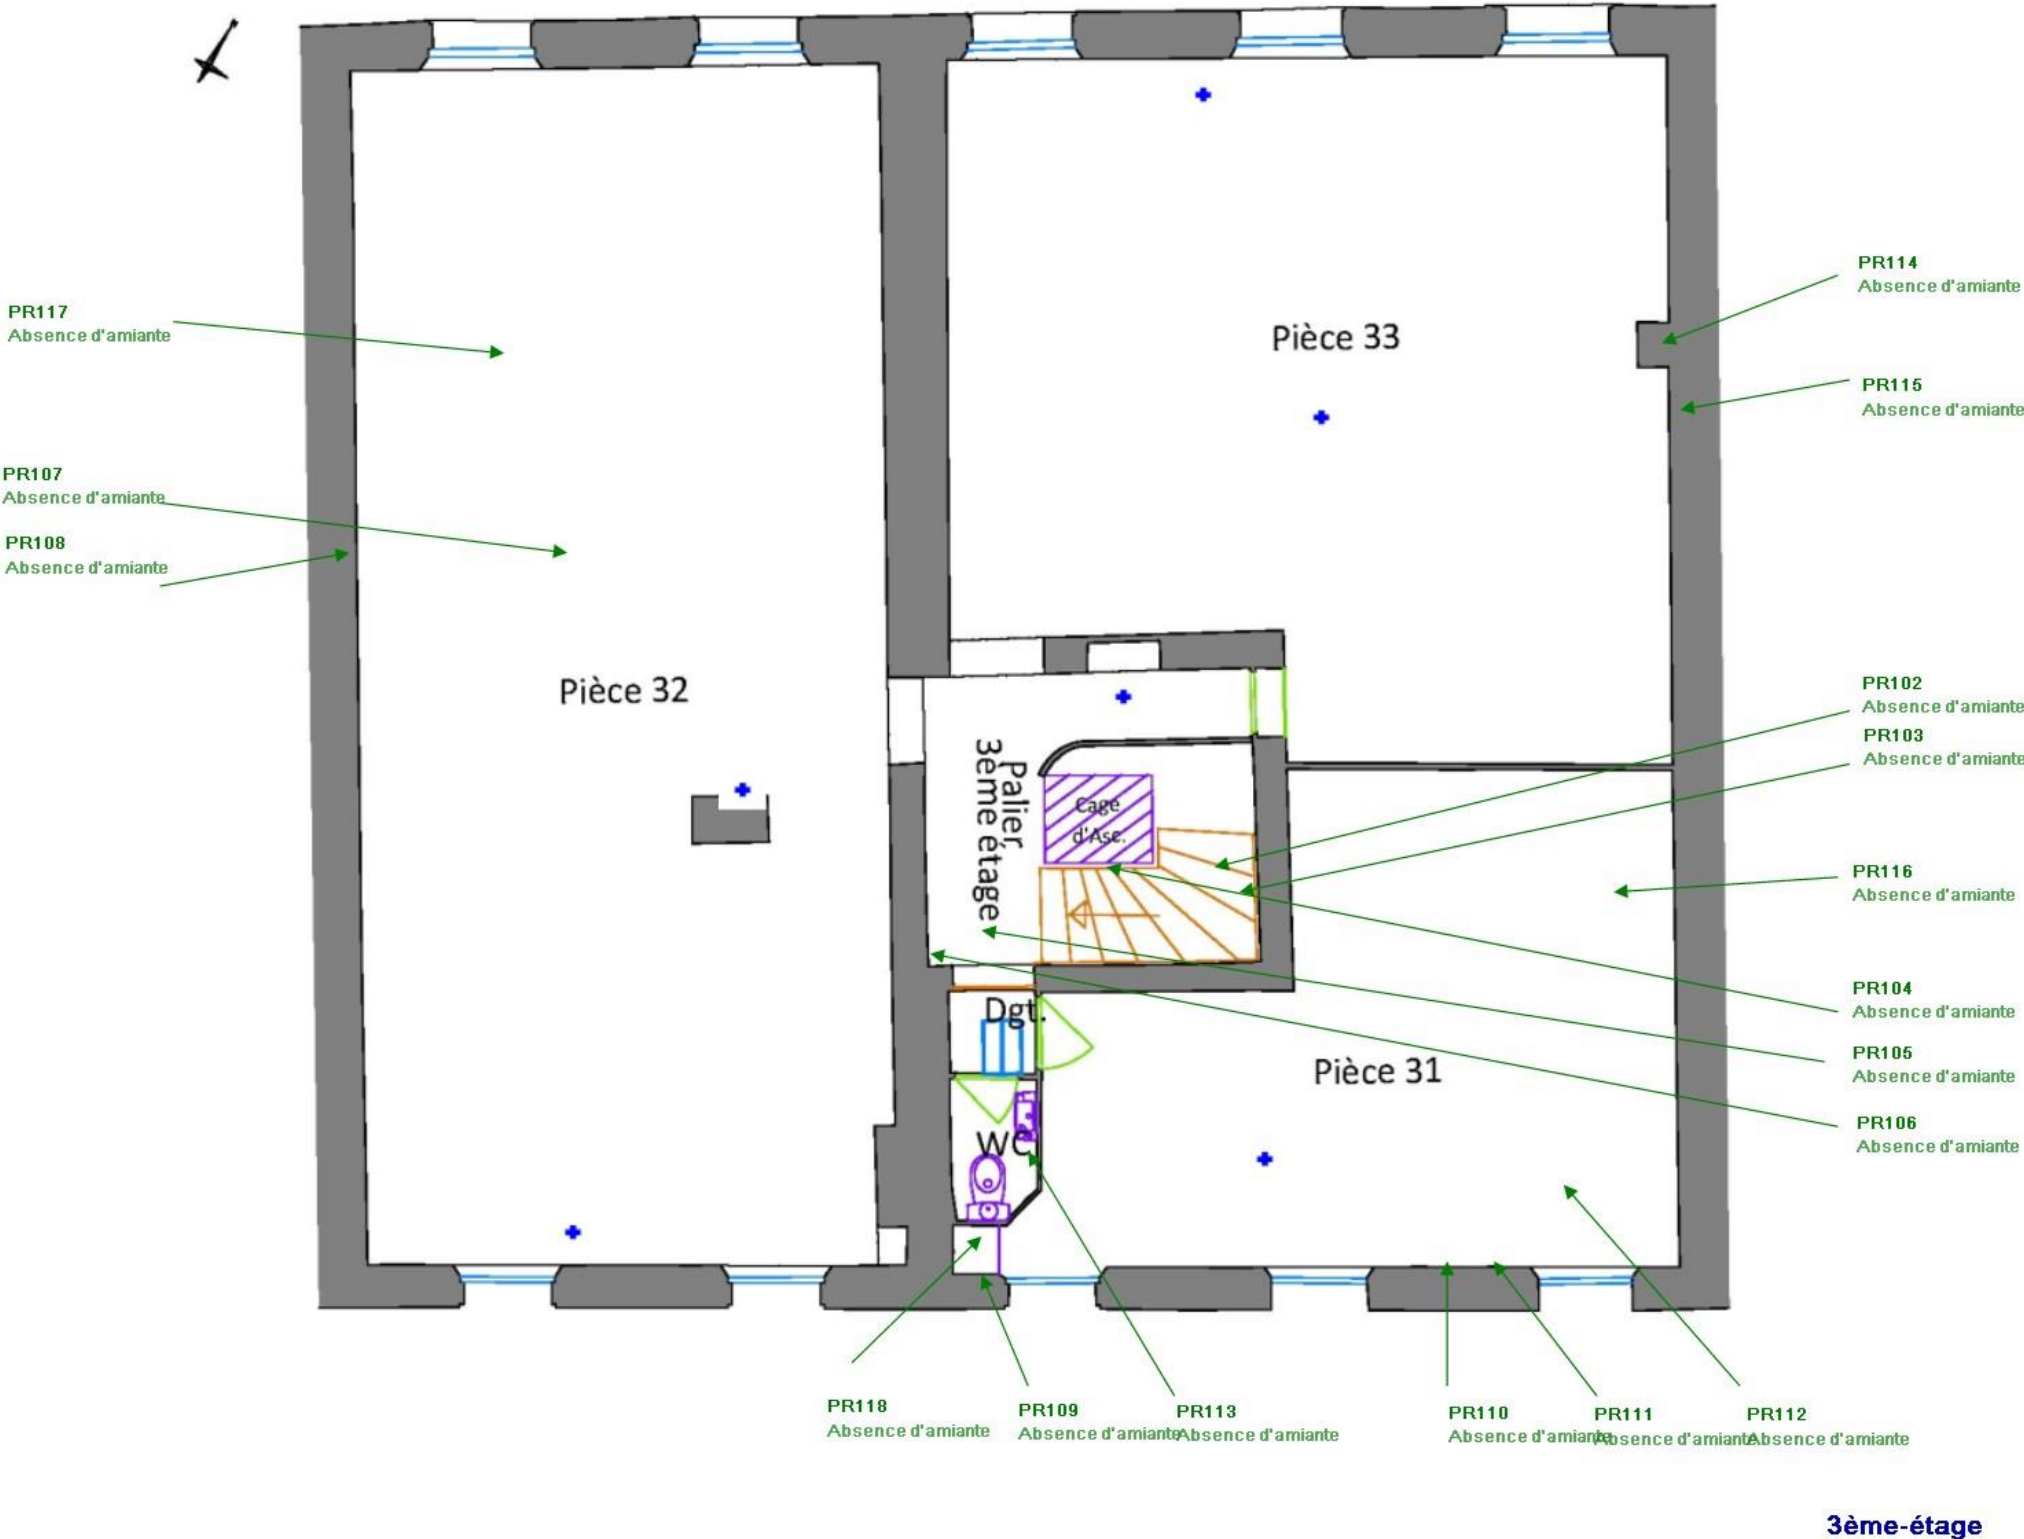 PR114
Absence d'amiante
PR117
Absence d'amiante
Pièce 33
PR115
Absence d'amiante
PR107
Absence d'amiante
PR108
Absence d'amiante
Pièce 32
PR102
Absence d'amiante
PR103
Absence d'amiante
Palier,
3ème étage
Cage
d'Asc.
PR116
Absence d'amiante
PR104
Absence d'amiante
Dgt.
PR105
Absence d'amiante
Pièce 31
PR106
Absence d'amiante
WC
PR118
Absence d'amiante
PR109
Absence d'amiante
PR113
Absence d'amiante
PR110
Absence d'amiante
PR111
Absence d'amiante
PR112
Absence d'amiante
3ème-étage